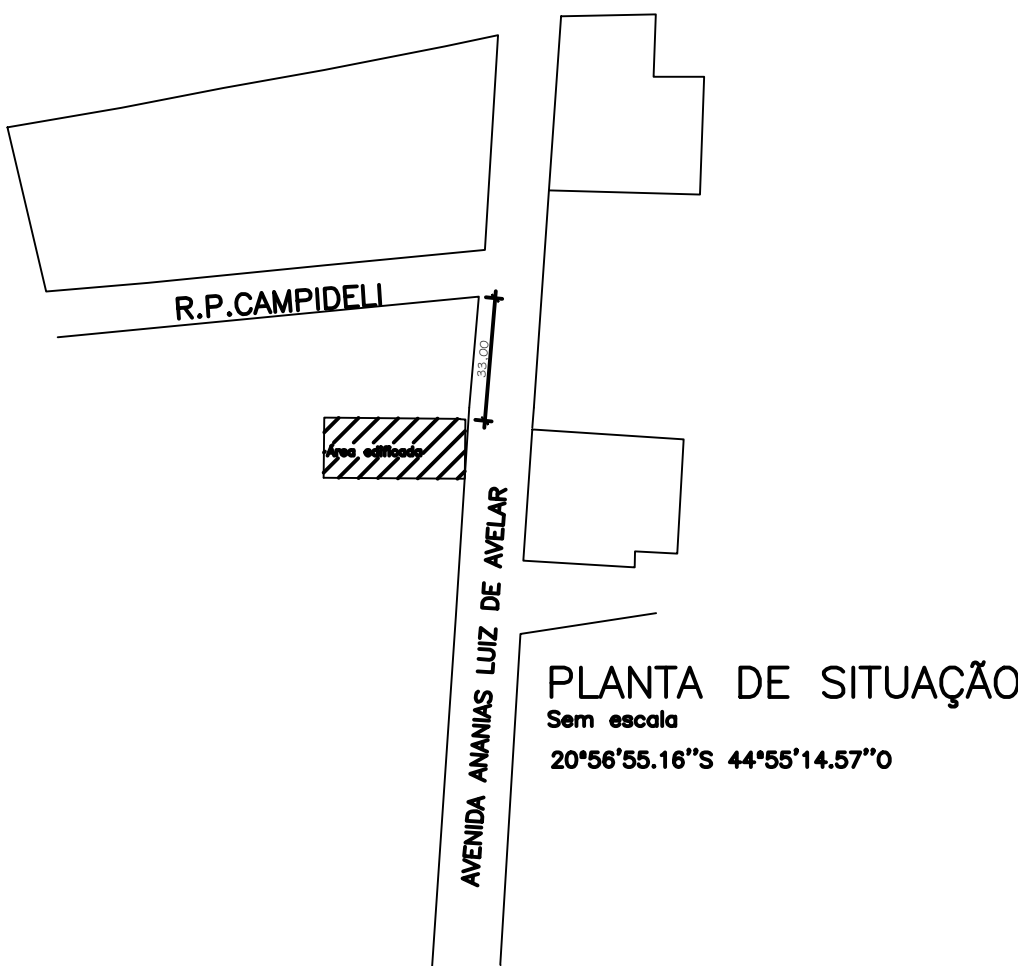 R.P.CAMPIDELI
33.00
Área edificada
AVENIDA ANANIAS LUIZ DE AVELAR
PLANTA DE SITUAÇÃO
Sem escala
20°56'55.16''S 44°55'14.57''O